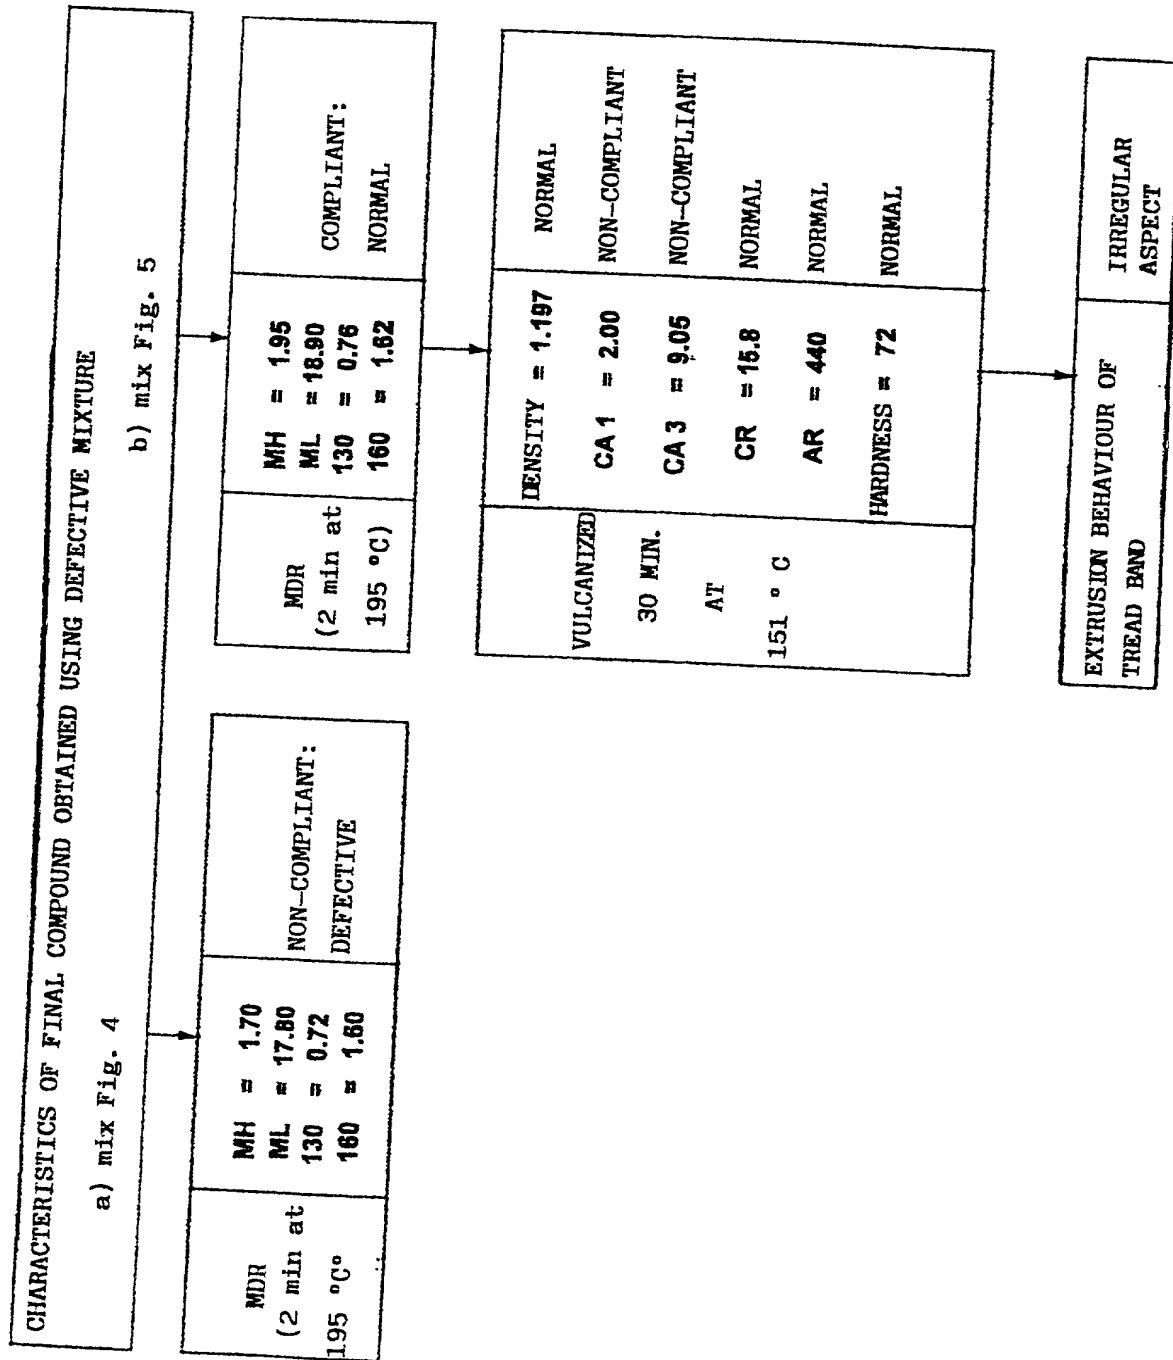 CHARACTERISTICS OF FINAL COMPOUND OBTAINED USING DEFECTIVE MIXTURE
a) mix Fig. 4
b) mix Fig. 5
MDR
(2 min at
195 °C°
MH = 1.70
ML = 17.80
130 = 0.72
160 = 1.60
NON-COMPLIANT:
DEFECTIVE
MDR
(2 min at
195 °C)
MH = 1.95
ML = 18.90
130 = 0.76
160 = 1.62
COMPLIANT:
NORMAL
VULCANIZED
30 MIN.
AT
151 ° C
DENSITY = 1.197 NORMAL
CA 1 = 2.00 NON-COMPLIANT
CA 3 = 9.05 NON-COMPLIANT
CR = 15.8 NORMAL
AR = 440 NORMAL
HARDNESS = 72 NORMAL
EXTRUSION BEHAVIOUR OF
TREAD BAND
IRREGULAR
ASPECT